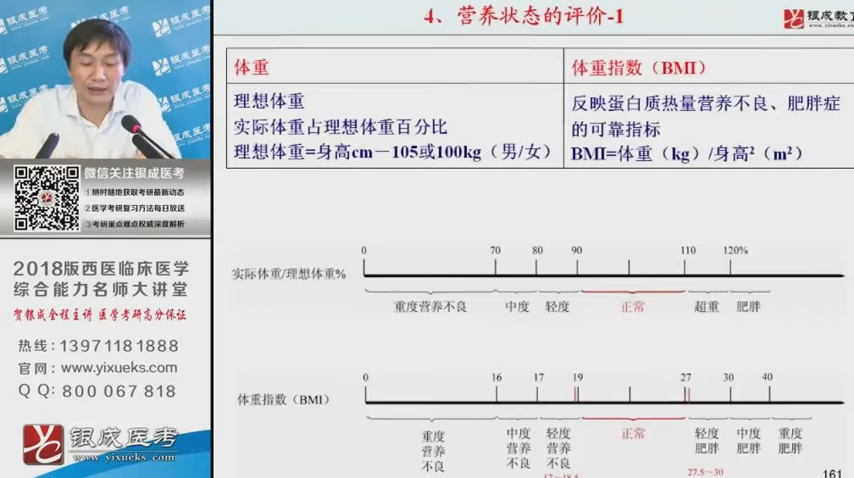 4、营养状态的评价-1
银成教育
www.yixueks.com
银成医考
体重
体重指数（BMI）
理想体重
实际体重占理想体重百分比
理想体重=身高cm－105或100kg（男/女）
反映蛋白质热量营养不良、肥胖症
的可靠指标
BMI=体重（kg）/身高²（m²）
微信关注银成医考
①随时随地获取考研最新动态
②医学考研复习方法每日放送
③考研重点难点权威深度解析
2018版西医临床医学
综合能力名师大讲堂
贺银成全程主讲 医学考研高分保证
热线：13971181888
官网：www.yixueks.com
Q Q：800 067 818
银成医考
www.yixueks.com
实际体重/理想体重%
0 70 80 90 110 120%
重度营养不良 中度 轻度 正常 超重 肥胖
体重指数（BMI）
0 16 17 19 27 30 40
重度营养不良 中度营养不良 轻度营养不良 正常 轻度肥胖 中度肥胖 重度肥胖
17－18.5 27.5～30
161